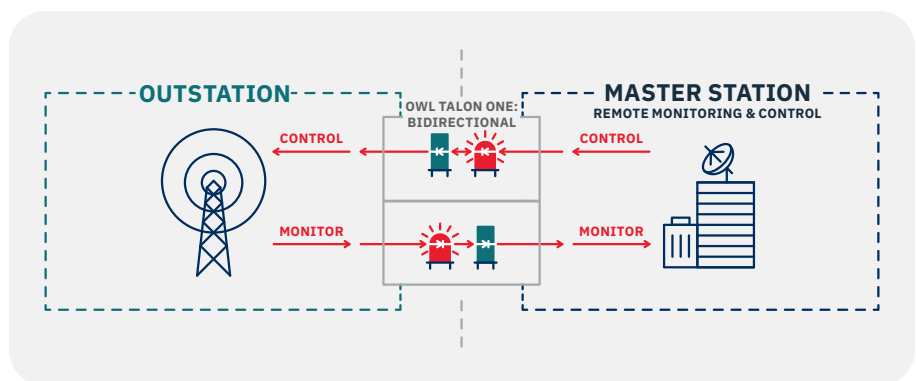 OUTSTATION
MASTER STATION
REMOTE MONITORING & CONTROL
OWL TALON ONE:
BIDIRECTIONAL
CONTROL
CONTROL
MONITOR
MONITOR